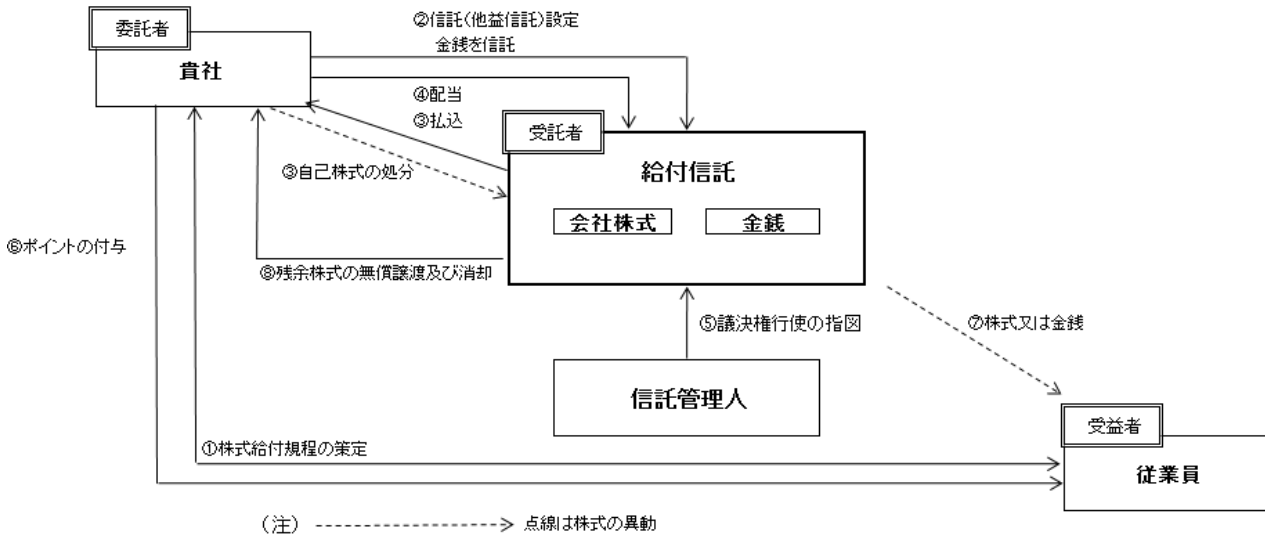 委託者
貴社
②信託(他益信託)設定
金銭を信託
④配当
③払込
受託者
③自己株式の処分
給付信託
会社株式
金銭
⑥ポイントの付与
⑧残余株式の無償譲渡及び消却
⑤議決権行使の指図
⑦株式又は金銭
信託管理人
受益者
①株式給付規程の策定
従業員
（注）
点線は株式の異動